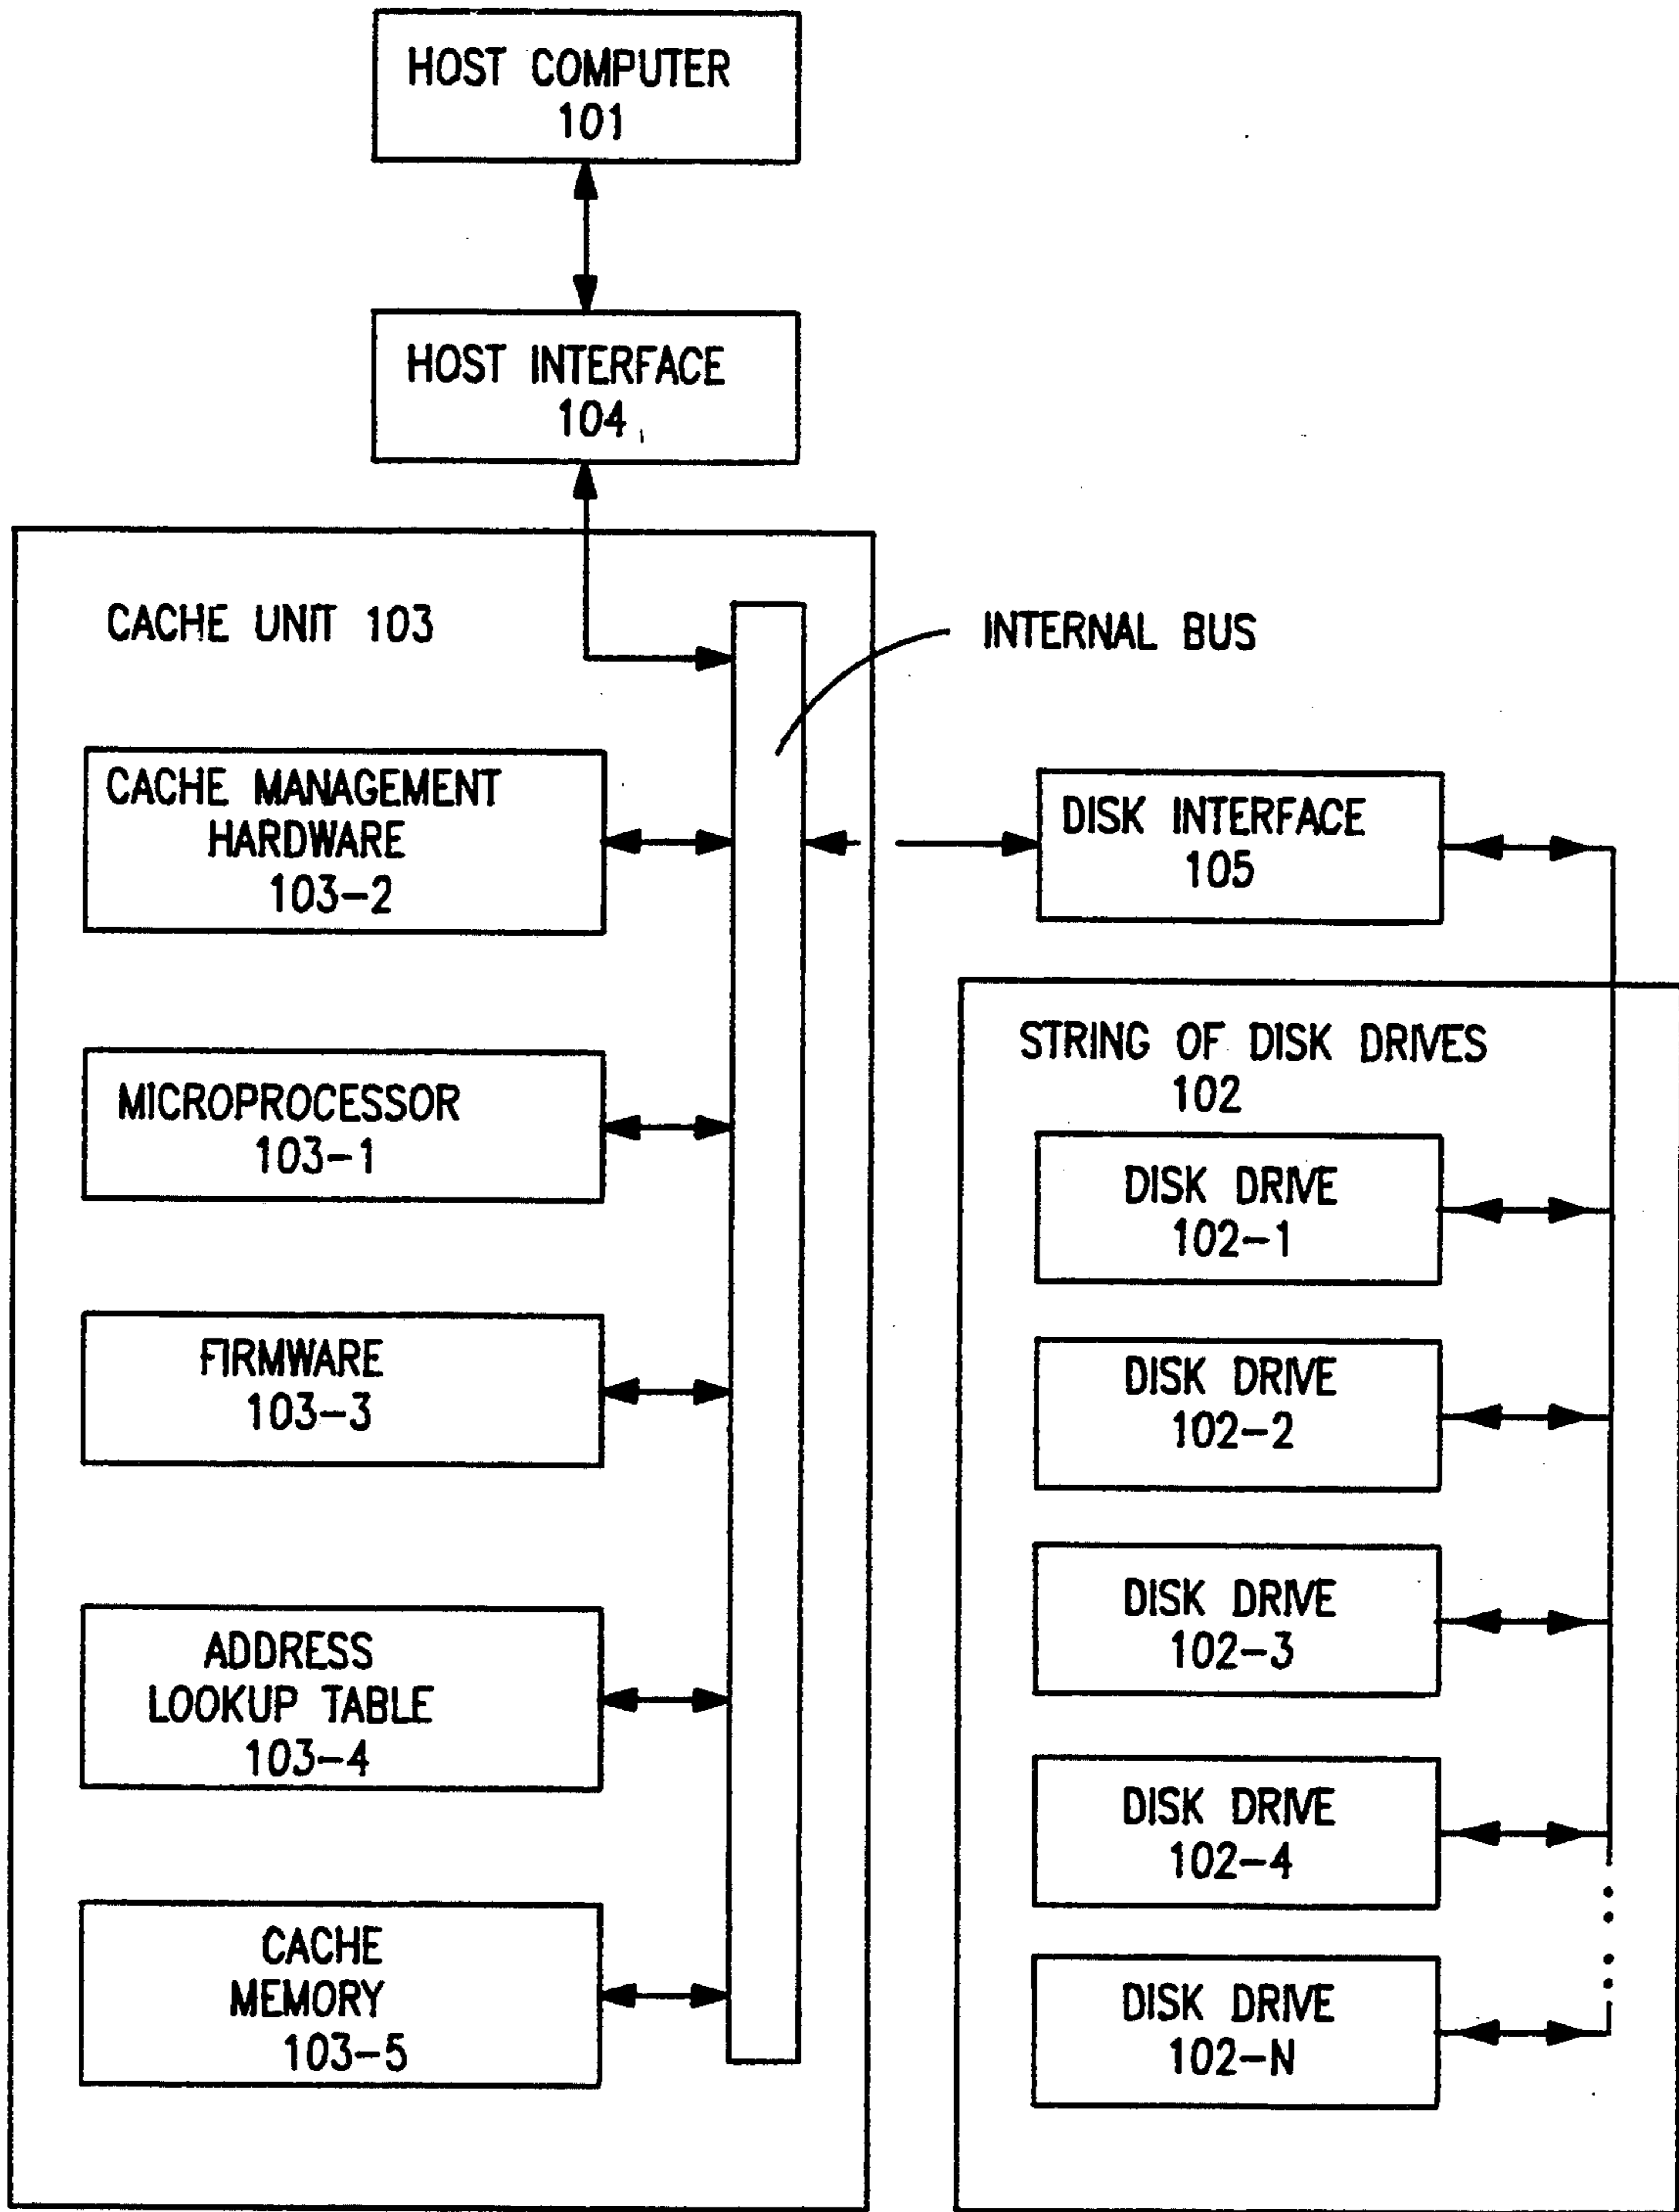 HOST COMPUTER
101
HOST INTERFACE
104
CACHE UNIT 103
INTERNAL BUS
CACHE MANAGEMENT
HARDWARE
103-2
MICROPROCESSOR
103-1
FIRMWARE
103-3
ADDRESS
LOOKUP TABLE
103-4
CACHE
MEMORY
103-5
DISK INTERFACE
105
STRING OF DISK DRIVES
102
DISK DRIVE
102-1
DISK DRIVE
102-2
DISK DRIVE
102-3
DISK DRIVE
102-4
DISK DRIVE
102-N